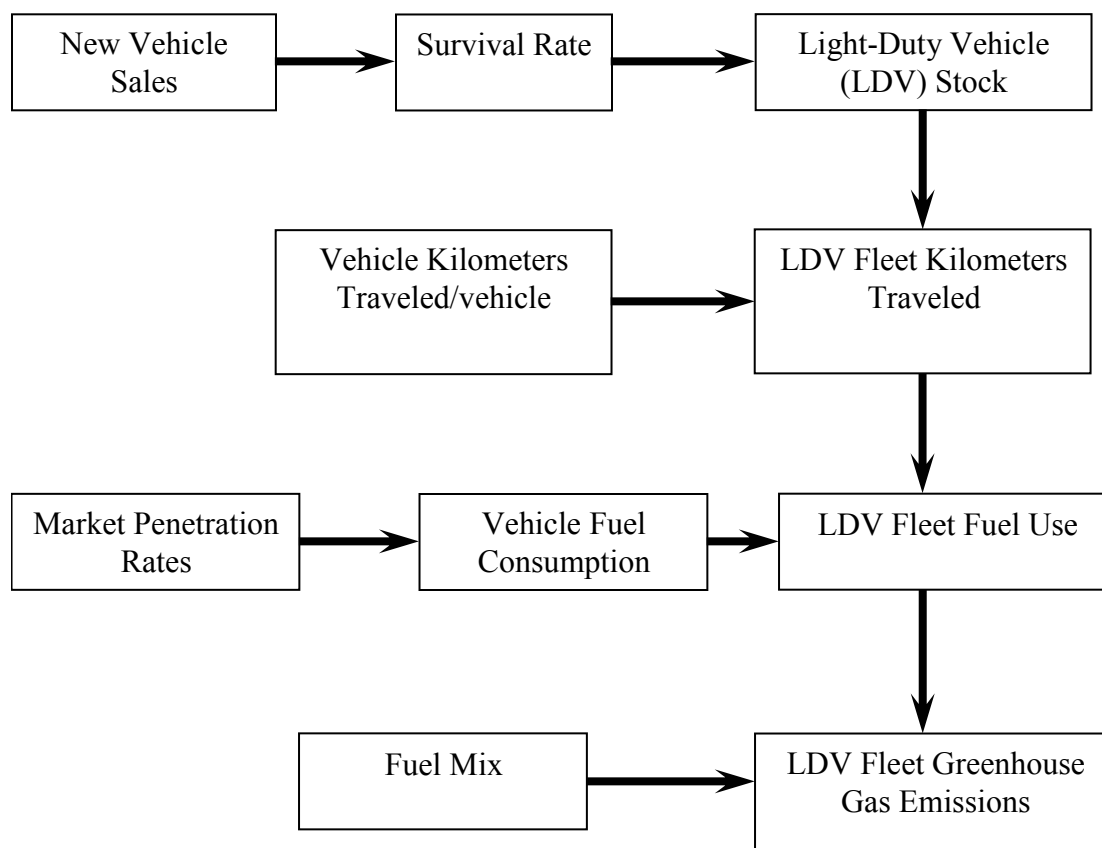 New Vehicle
Sales
Survival Rate
Light-Duty Vehicle
(LDV) Stock
Vehicle Kilometers
Traveled/vehicle
LDV Fleet Kilometers
Traveled
Market Penetration
Rates
Vehicle Fuel
Consumption
LDV Fleet Fuel Use
Fuel Mix
LDV Fleet Greenhouse
Gas Emissions